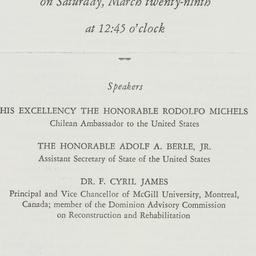 on Saturday, March twenty-ninth
at 12:45 o'clock
Speakers
HIS EXCELLENCY THE HONORABLE RODOLFO MICHELS
Chilean Ambassador to the United States
THE HONORABLE ADOLF A. BERLE, JR.
Assistant Secretary of State of the United States
DR. F. CYRIL JAMES
Principal and Vice Chancellor of McGill University, Montreal,
Canada; member of the Dominion Advisory Commission
on Reconstruction and Rehabilitation